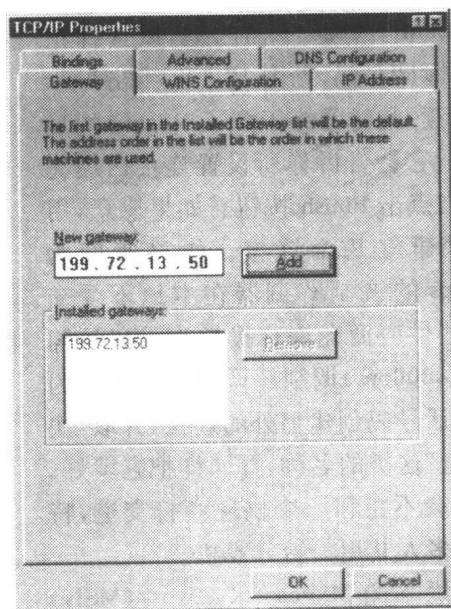 TCP/IP Properties
Bindings
Advanced
DNS Configuration
Gateway
WINS Configuration
IP Address
The first gateway in the Installed Gateway list will be the default.
The address order in the list will be the order in which these
machines are used.
New gateway:
199 . 72 . 13 . 50
Add
Installed gateways:
199.72.13.50
Remove
OK
Cancel